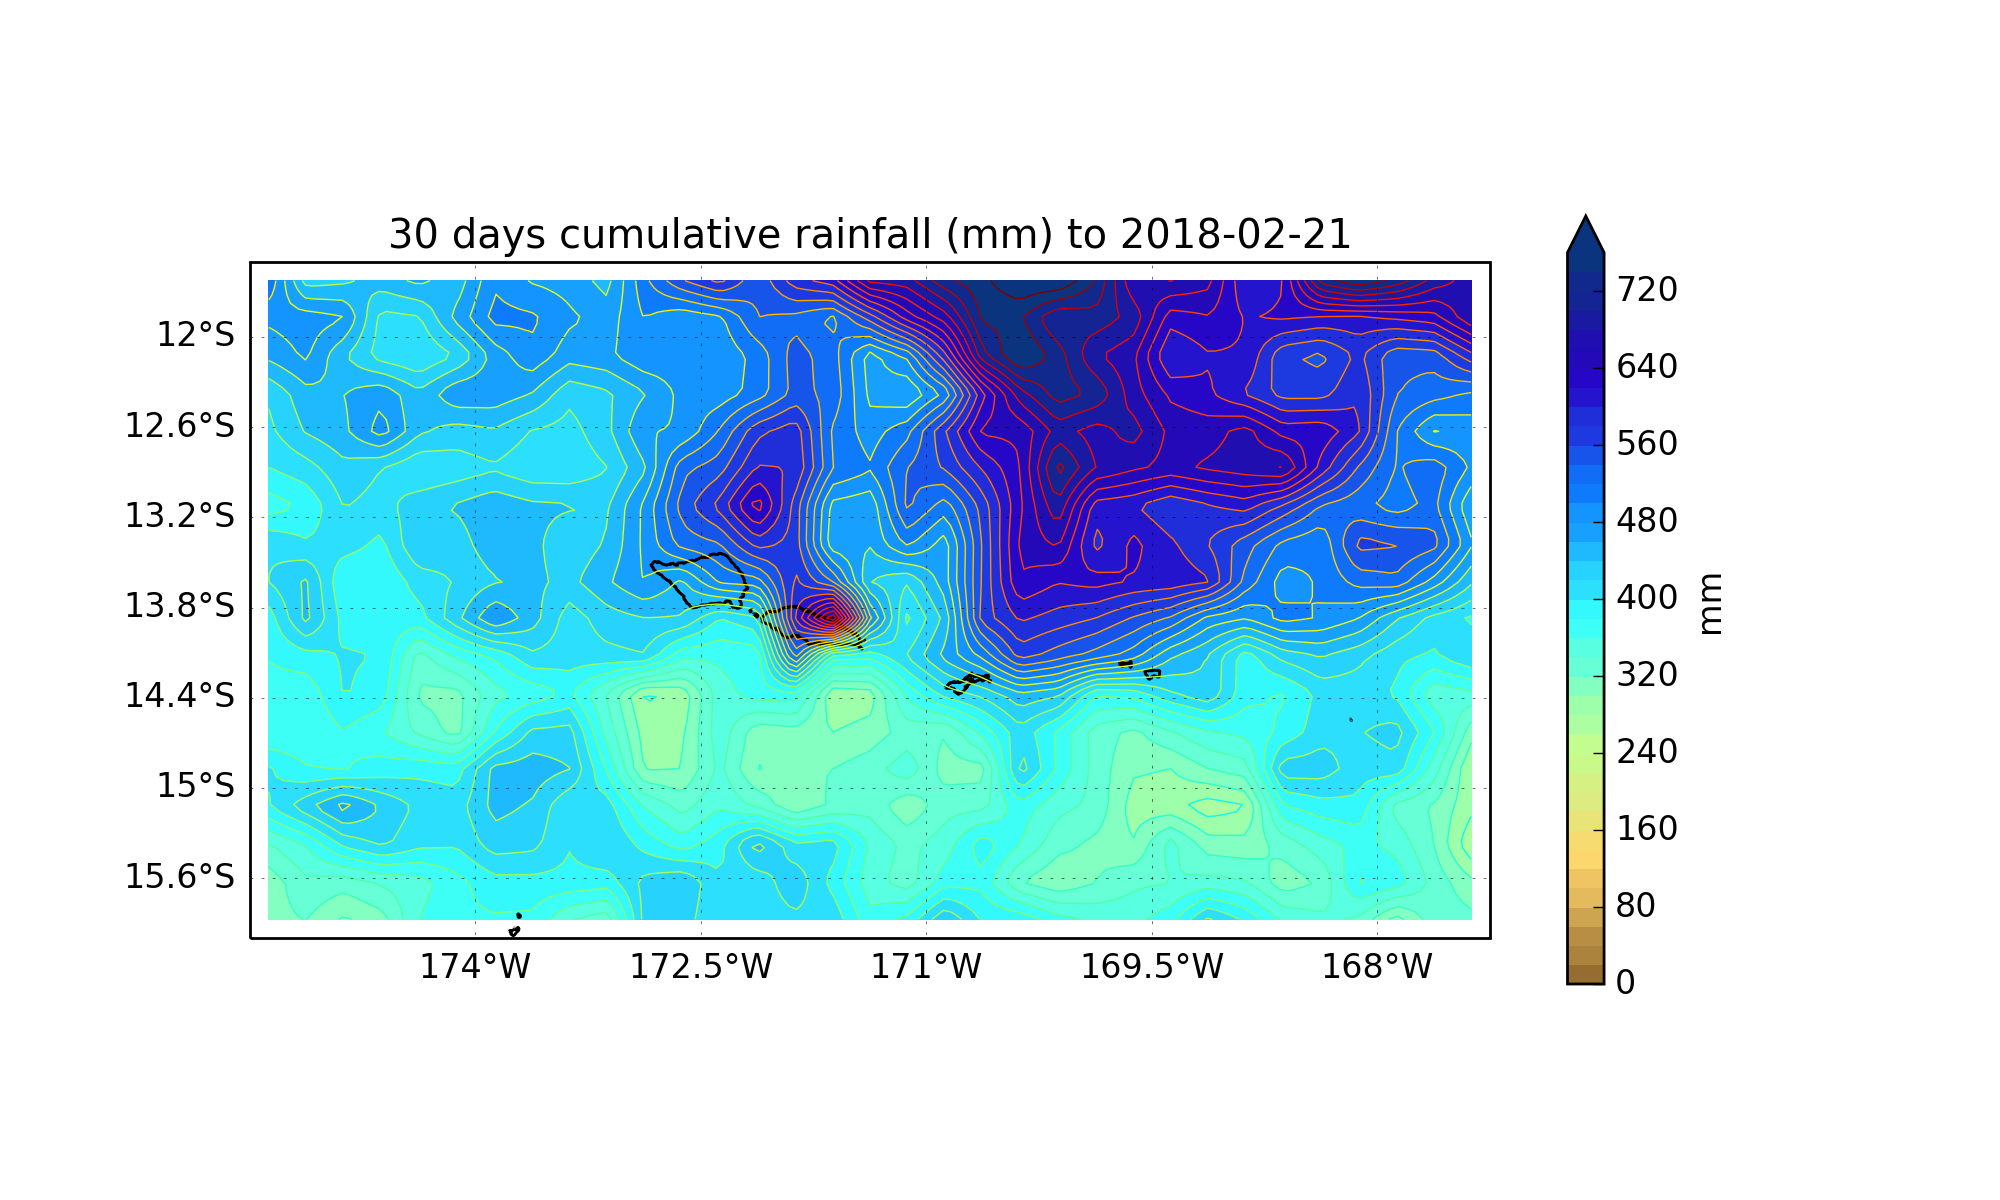 30 days cumulative rainfall (mm) to 2018-02-21
12°S
12.6°S
13.2°S
13.8°S
14.4°S
15°S
15.6°S
174°W
172.5°W
171°W
169.5°W
168°W
720
640
560
480
400
320
240
160
80
0
mm